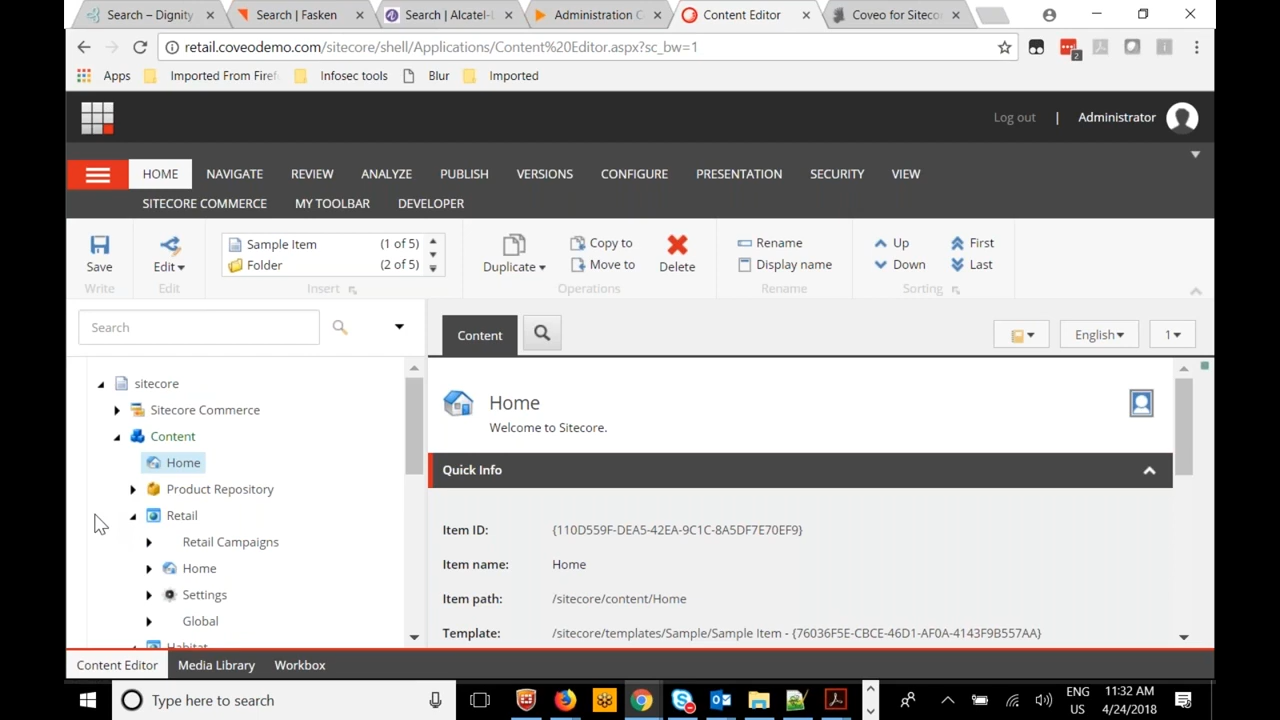 Search – Dignity
Search | Fasken
Search | Alcatel-L
Administration C
Content Editor
Coveo for Siteco
retail.coveodemo.com/sitecore/shell/Applications/Content%20Editor.aspx?sc_bw=1
2
Apps
Imported From Firef
Infosec tools
Blur
Imported
Log out | Administrator
HOME NAVIGATE REVIEW ANALYZE PUBLISH VERSIONS CONFIGURE PRESENTATION SECURITY VIEW
SITECORE COMMERCE MY TOOLBAR DEVELOPER
Sample Item (1 of 5) Copy to Rename Up First
Save Edit Folder (2 of 5) Duplicate Move to Delete Display name Down Last
Write Edit Insert Operations Rename Sorting
Search
Content
English
1
sitecore
Sitecore Commerce
Content
Home
Product Repository
Retail
Retail Campaigns
Home
Settings
Global
Habitat
Home
Welcome to Sitecore.
Quick Info
Item ID: {110D559F-DEA5-42EA-9C1C-8A5DF7E70EF9}
Item name: Home
Item path: /sitecore/content/Home
Template: /sitecore/templates/Sample/Sample Item - {76036F5E-CBCE-46D1-AF0A-4143F9B557AA}
Content Editor Media Library Workbox
Type here to search
ENG
US
11:32 AM
4/24/2018